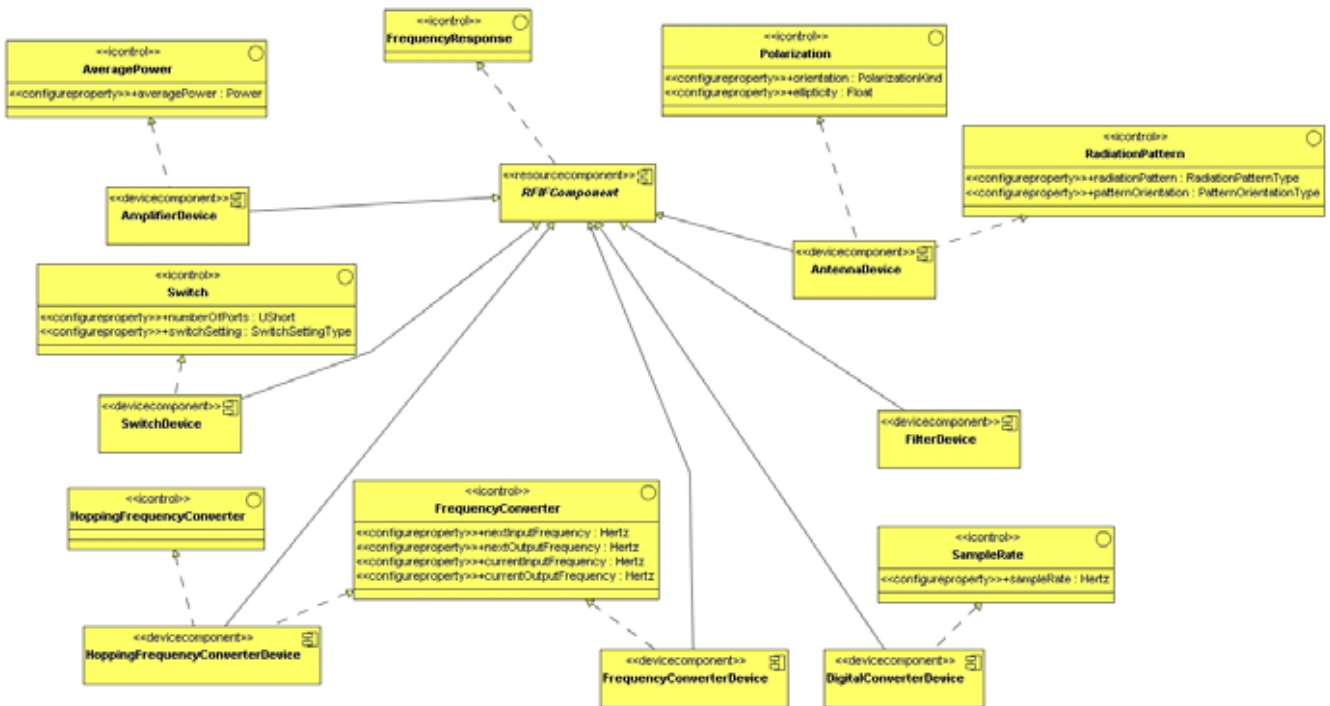 <<icontrol>>
FrequencyResponse
<<icontrol>>
AveragePower
<<configureproperty>>+averagePower : Power
<<icontrol>>
Polarization
<<configureproperty>>+orientation : PolarizationKind
<<configureproperty>>+ellipticity : Float
<<icontrol>>
RadiationPattern
<<configureproperty>>+radiationPattern : RadiationPatternType
<<configureproperty>>+patternOrientation : PatternOrientationType
<<resourcecomponent>>
RFIFComponent
<<devicecomponent>>
AmplifierDevice
<<devicecomponent>>
AntennaDevice
<<icontrol>>
Switch
<<configureproperty>>+numberOfPorts : UShort
<<configureproperty>>+switchSetting : SwitchSettingType
<<devicecomponent>>
SwitchDevice
<<devicecomponent>>
FilterDevice
<<icontrol>>
HoppingFrequencyConverter
<<icontrol>>
FrequencyConverter
<<configureproperty>>+nextInputFrequency : Hertz
<<configureproperty>>+nextOutputFrequency : Hertz
<<configureproperty>>+currentInputFrequency : Hertz
<<configureproperty>>+currentOutputFrequency : Hertz
<<icontrol>>
SampleRate
<<configureproperty>>+sampleRate : Hertz
<<devicecomponent>>
HoppingFrequencyConverterDevice
<<devicecomponent>>
FrequencyConverterDevice
<<devicecomponent>>
DigitalConverterDevice